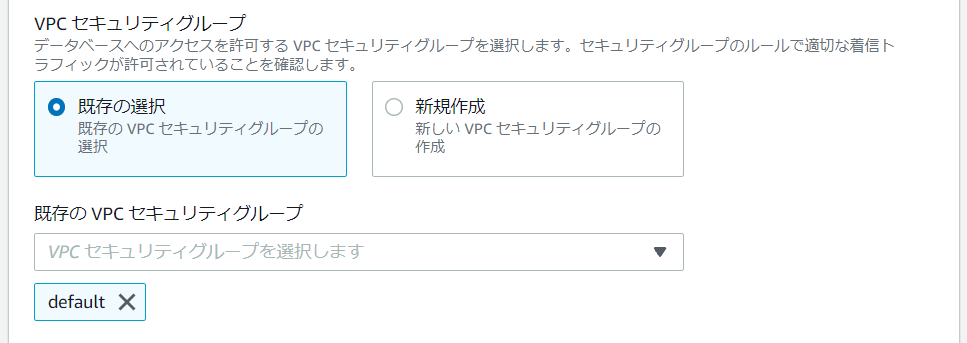 VPC セキュリティグループ
データベースへのアクセスを許可する VPC セキュリティグループを選択します。セキュリティグループのルールで適切な着信ト
ラフィックが許可されていることを確認します。
既存の選択
既存の VPC セキュリティグループの
選択
新規作成
新しい VPC セキュリティグループの
作成
既存の VPC セキュリティグループ
VPC セキュリティグループを選択します
default